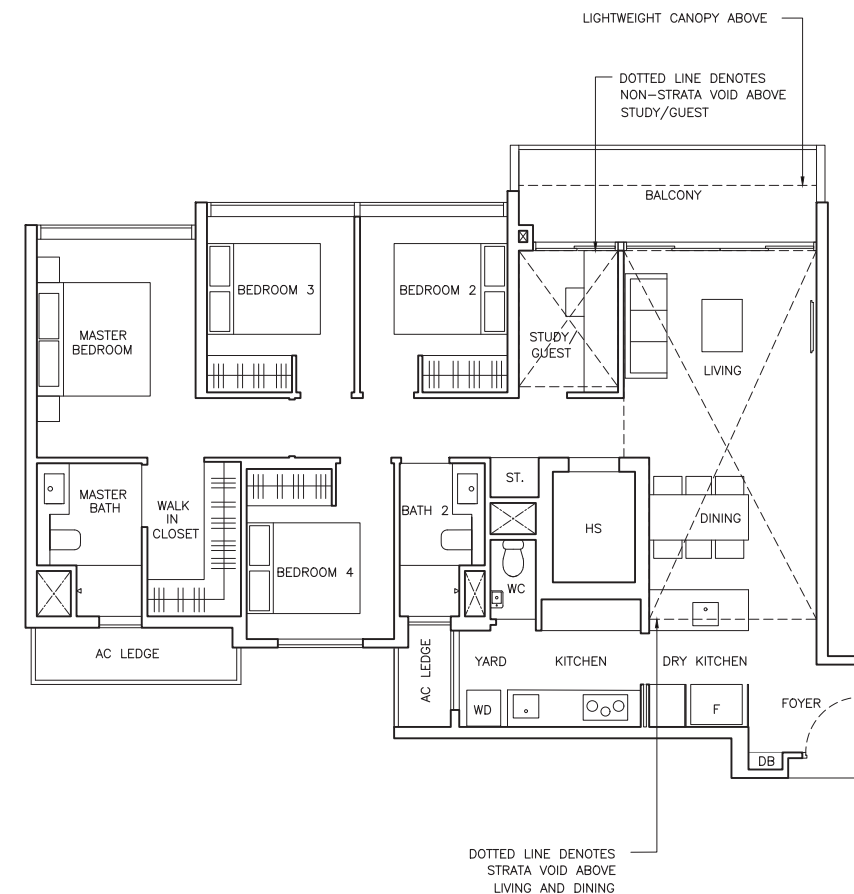 LIGHTWEIGHT CANOPY ABOVE
DOTTED LINE DENOTES
NON-STRATA VOID ABOVE
STUDY/GUEST
BALCONY
BEDROOM 3
BEDROOM 2
MASTER
BEDROOM
STUDY/
GUEST
LIVING
MASTER
BATH
WALK
IN
CLOSET
BATH 2
ST.
HS
DINING
BEDROOM 4
WC
AC LEDGE
AC LEDGE
YARD
KITCHEN
DRY KITCHEN
WD
F
FOYER
DB
DOTTED LINE DENOTES
STRATA VOID ABOVE
LIVING AND DINING